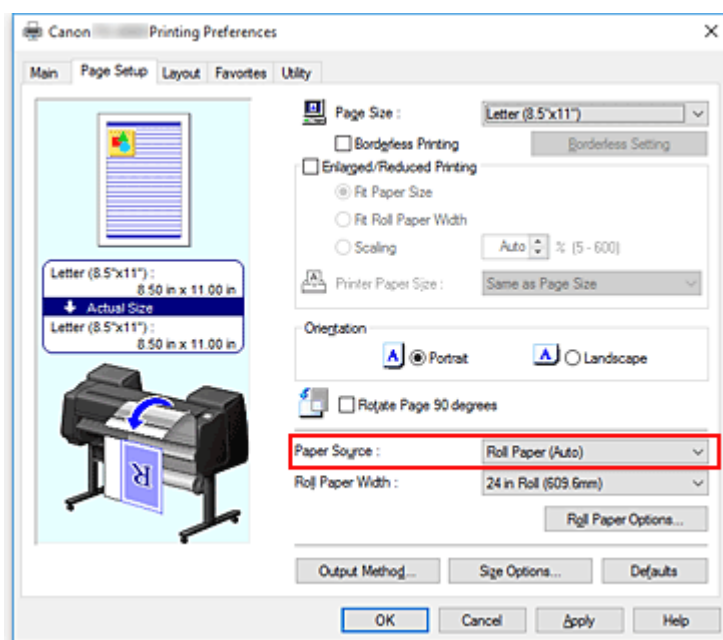 Canon Printing Preferences
Main Page Setup Layout Favorites Utility
Page Size : Letter (8.5"x11")
Borderless Printing Borderless Setting
Enlarged/Reduced Printing
Fit Paper Size
Fit Roll Paper Width
Scaling Auto % (5 - 600)
Printer Paper Size : Same as Page Size
Letter (8.5"x11") :
8.50 in x 11.00 in
Actual Size
Letter (8.5"x11") :
8.50 in x 11.00 in
Orientation
A Portrait A Landscape
Rotate Page 90 degrees
Paper Source : Roll Paper (Auto)
Roll Paper Width : 24 in Roll (609.6mm)
R
Roll Paper Options...
Output Method... Size Options... Defaults
OK Cancel Apply Help